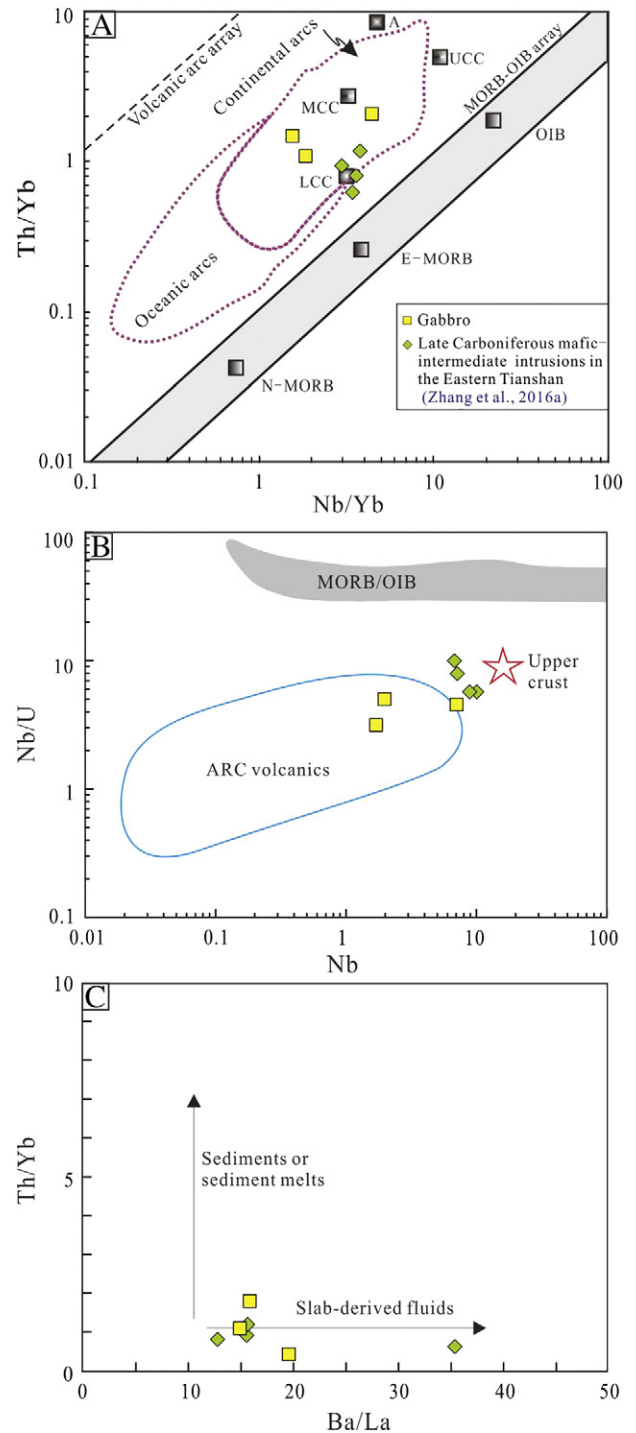 A
10
1
0.1
0.01
Th/Yb
Volcanic arc array
Continental arcs
A
UCC
MCC
LCC
MORB-OIB array
OIB
E-MORB
Oceanic arcs
N-MORB
Gabbro
Late Carboniferous mafic-
intermediate intrusions in
the Eastern Tianshan
(Zhang et al., 2016a)
0.1
1
10
100
Nb/Yb
B
100
10
1
0.1
Nb/U
MORB/OIB
Upper
crust
ARC volcanics
0.01
0.1
1
10
100
Nb
C
10
5
0
Th/Yb
Sediments or
sediment melts
Slab-derived fluids
0
10
20
30
40
50
Ba/La